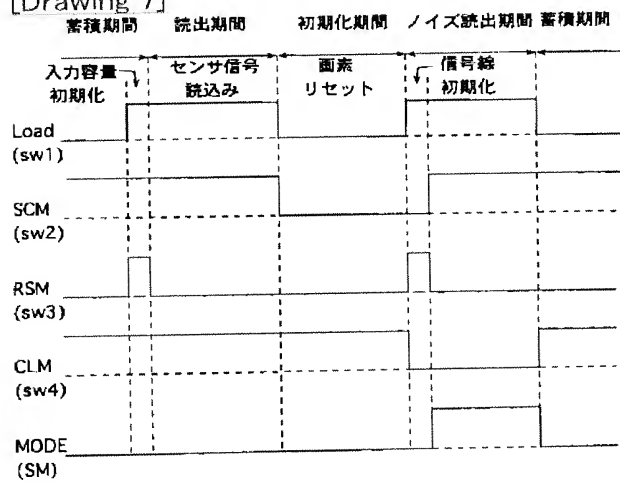 [Drawing 7]
蓄積期間 読出期間 初期化期間 ノイズ読出期間 蓄積期間
入力容量 センサ信号 画素 信号線
初期化 読込み リセット 初期化
Load
(sw1)
SCM
(sw2)
RSM
(sw3)
CLM
(sw4)
MODE
(SM)